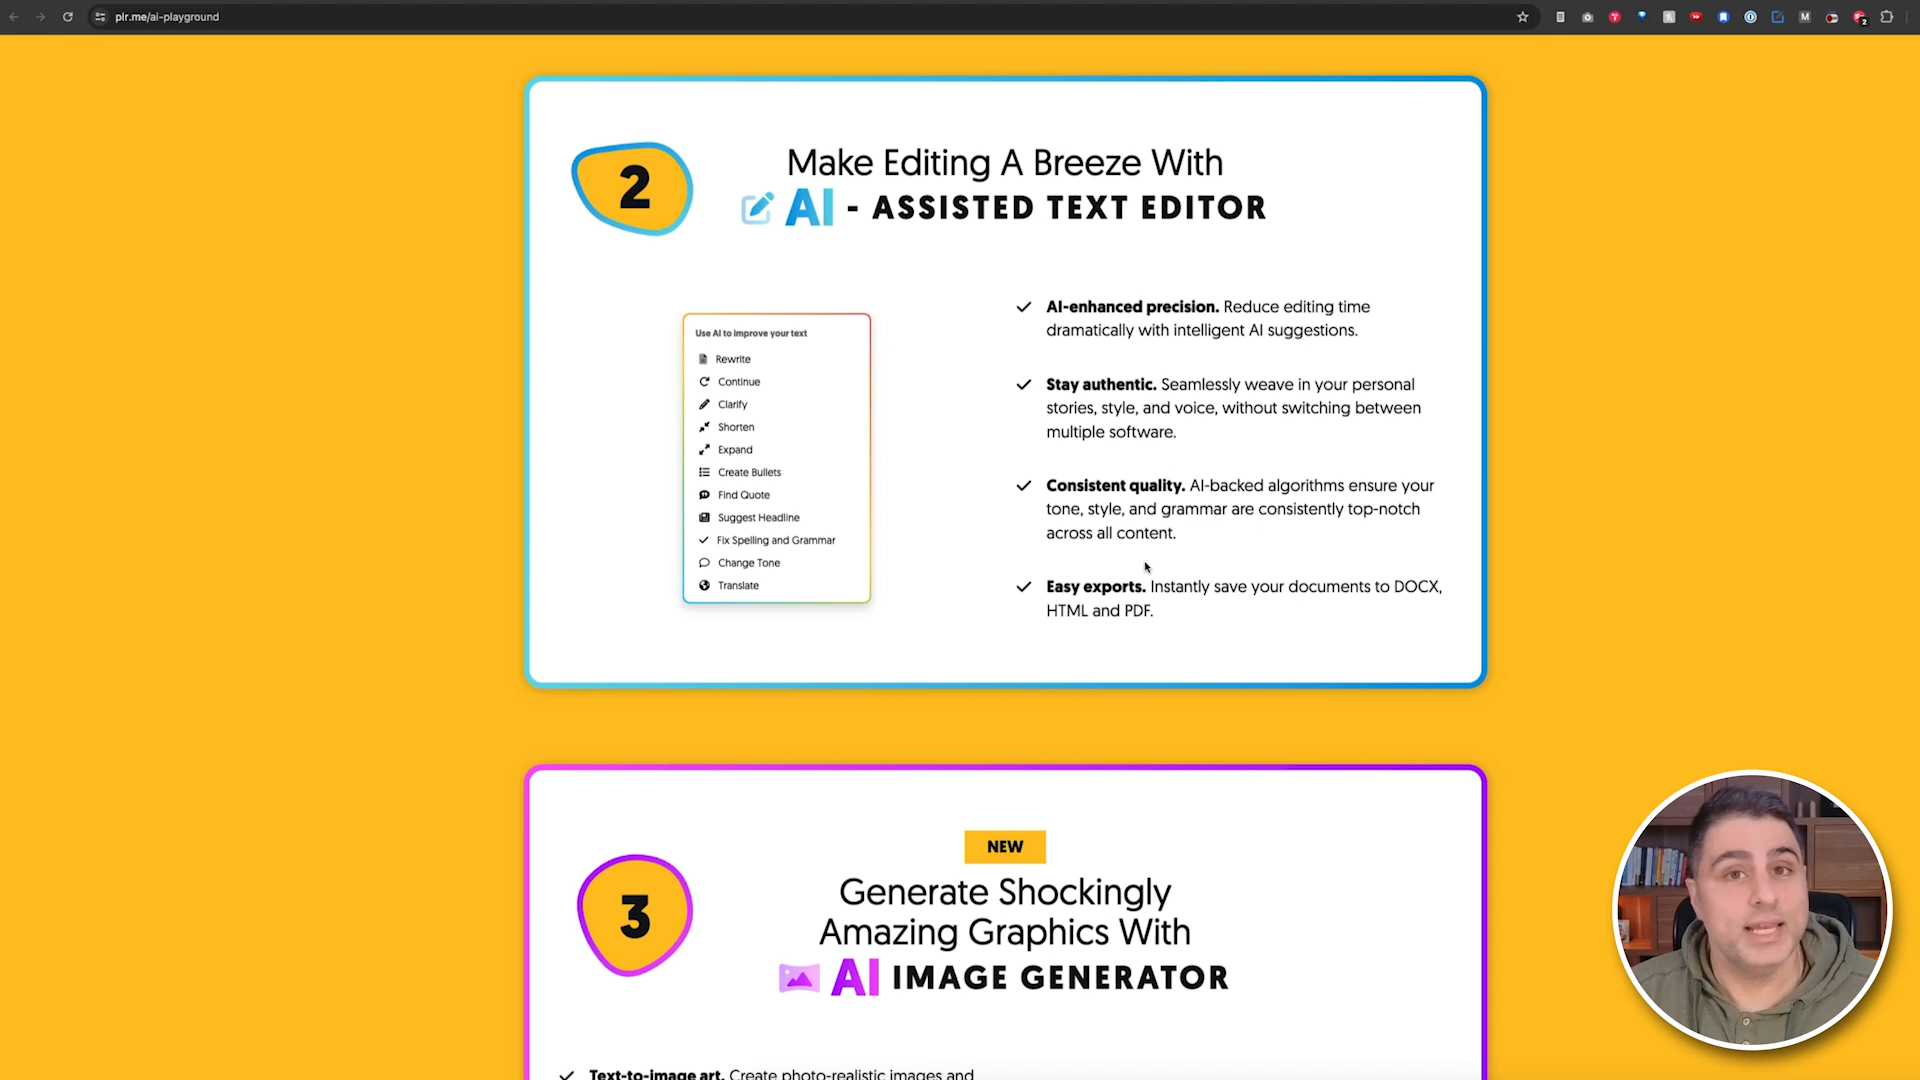 plr.me/ai-playground
2
Make Editing A Breeze With
AI - ASSISTED TEXT EDITOR
Use AI to improve your text
Rewrite
Continue
Clarify
Shorten
Expand
Create Bullets
Find Quote
Suggest Headline
Fix Spelling and Grammar
Change Tone
Translate
AI-enhanced precision. Reduce editing time
dramatically with intelligent AI suggestions.
Stay authentic. Seamlessly weave in your personal
stories, style, and voice, without switching between
multiple software.
Consistent quality. AI-backed algorithms ensure your
tone, style, and grammar are consistently top-notch
across all content.
Easy exports. Instantly save your documents to DOCX,
HTML and PDF.
NEW
3
Generate Shockingly
Amazing Graphics With
AI IMAGE GENERATOR
Text-to-image art. Create photo-realistic images and